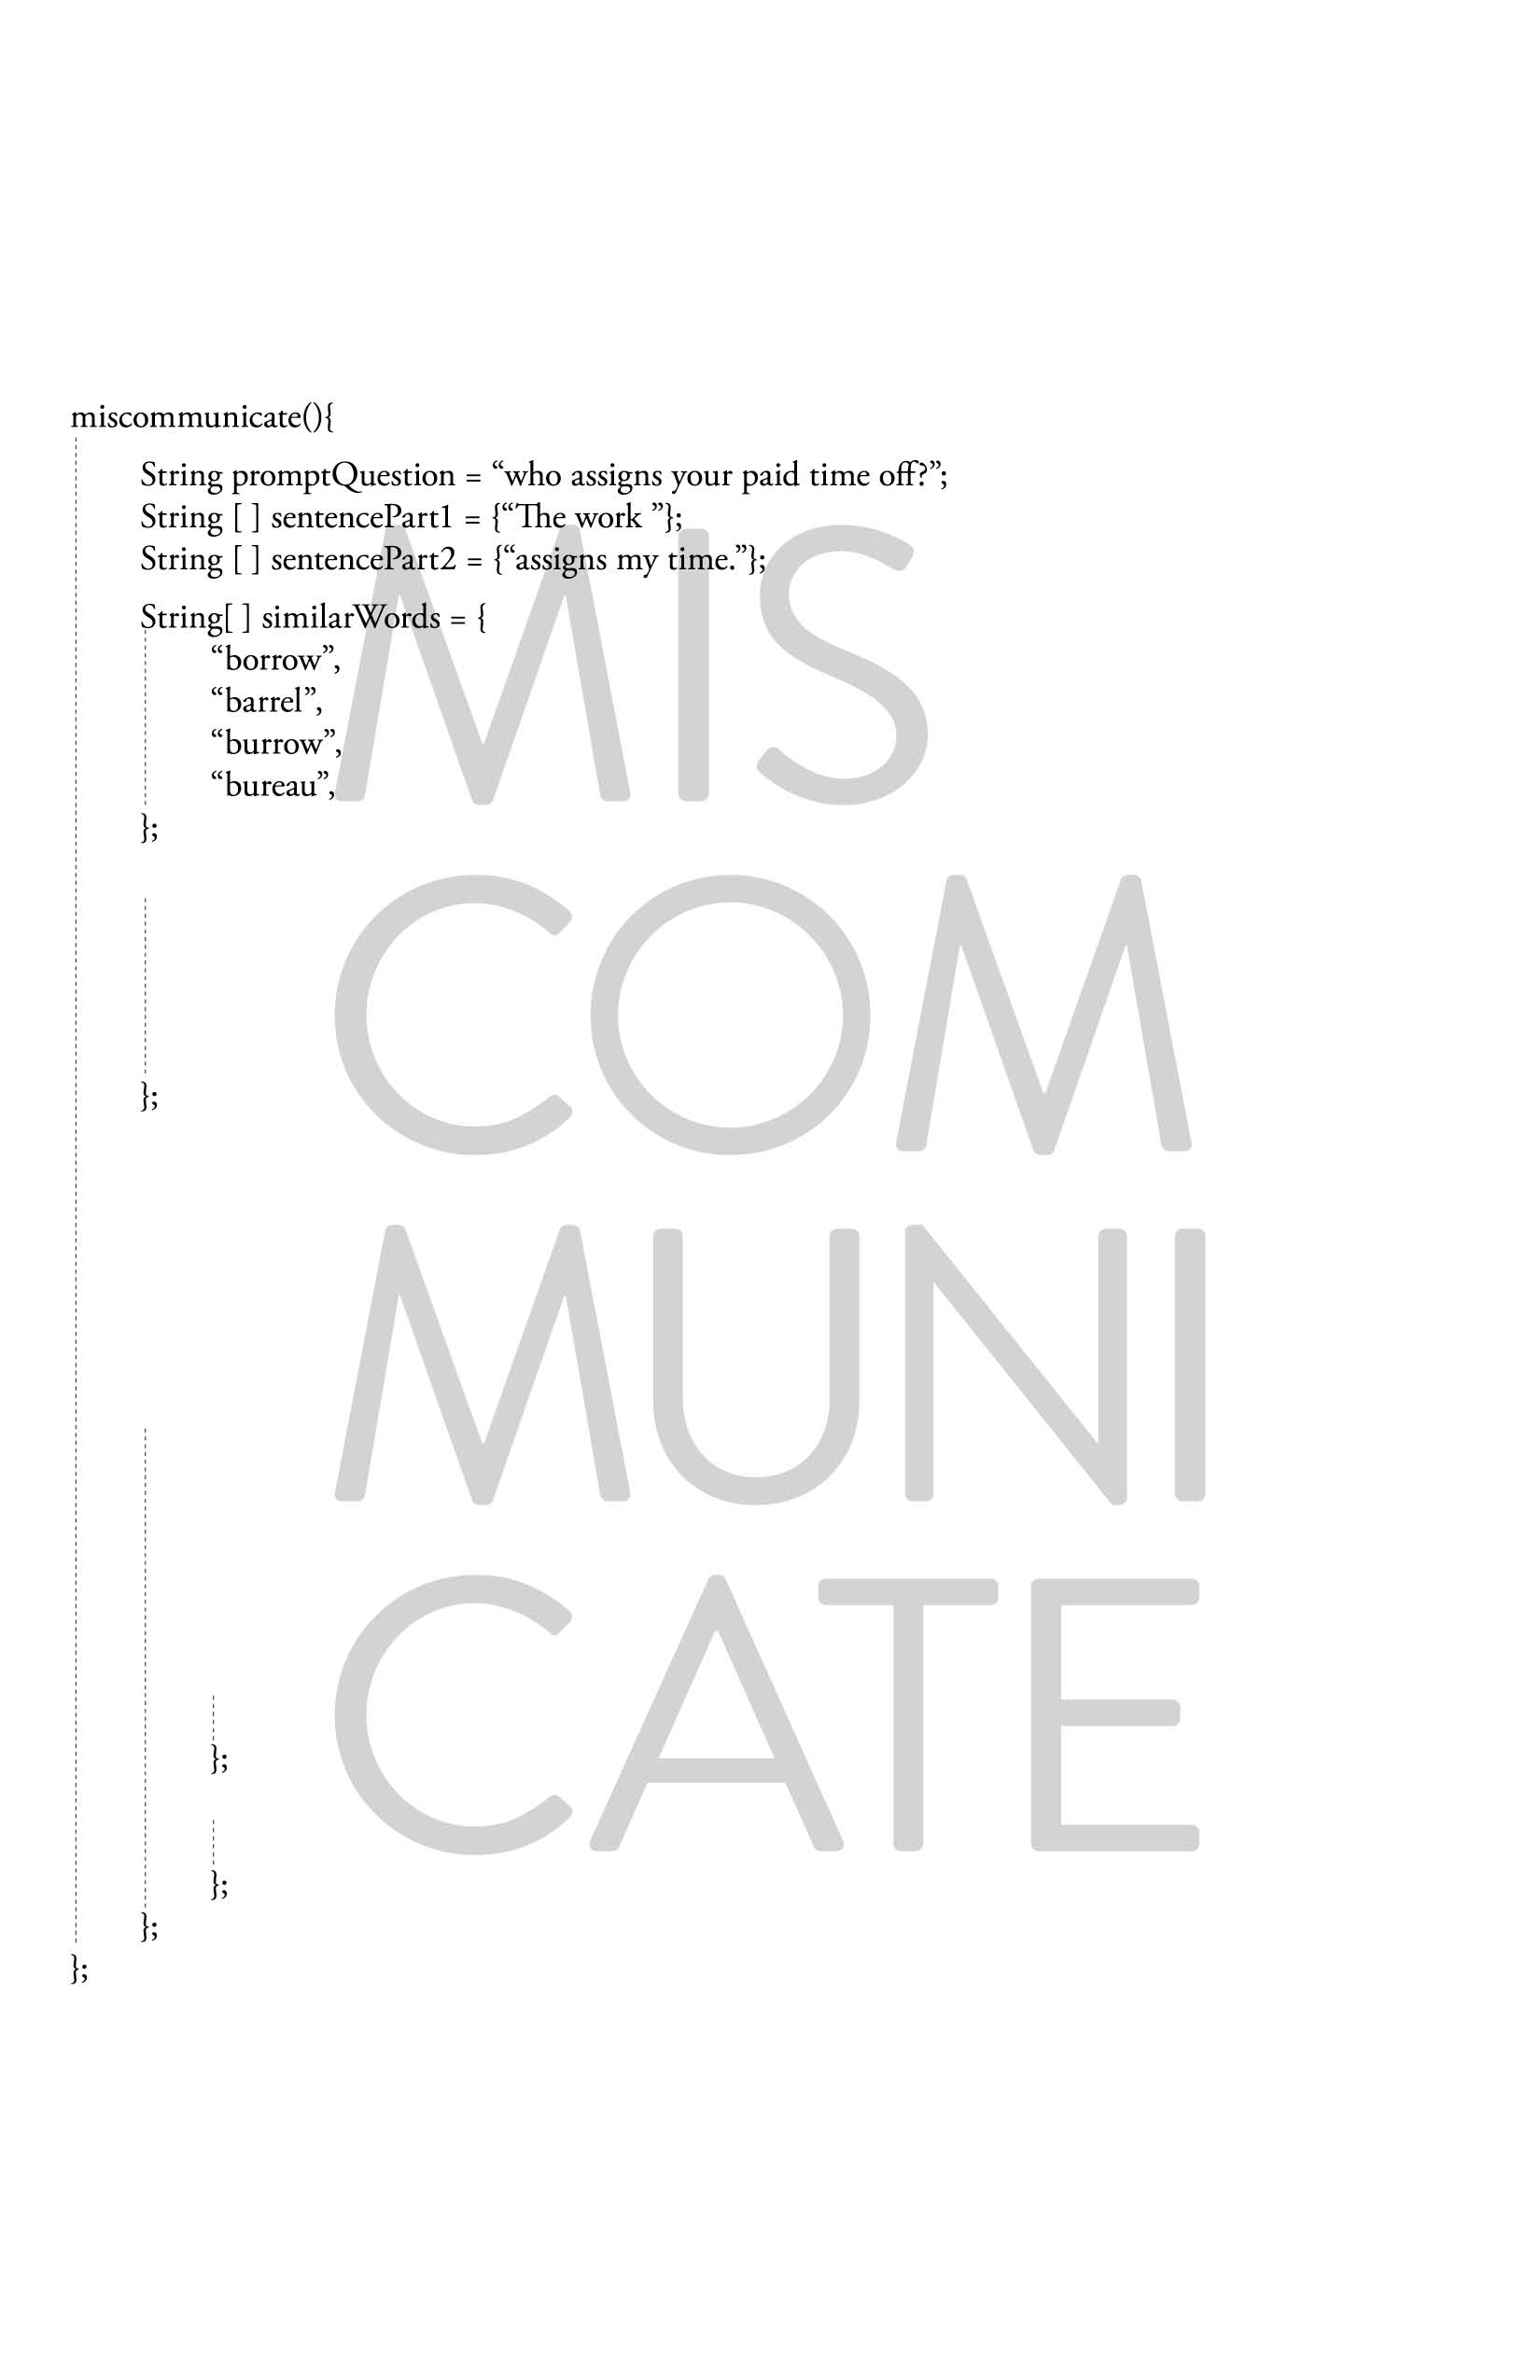 miscommunicate(){
String promptQuestion = “who assigns your paid time off?”;
String [ ] sentencePart1 = {“The work ”};
String [ ] sentencePart2 = {“assigns my time.”};
String[ ] similarWords = {
“borrow”,
“barrel”,
“burrow”,
“bureau”,
};
};
};
};
};
};
MIS
COM
MUNI
CATE